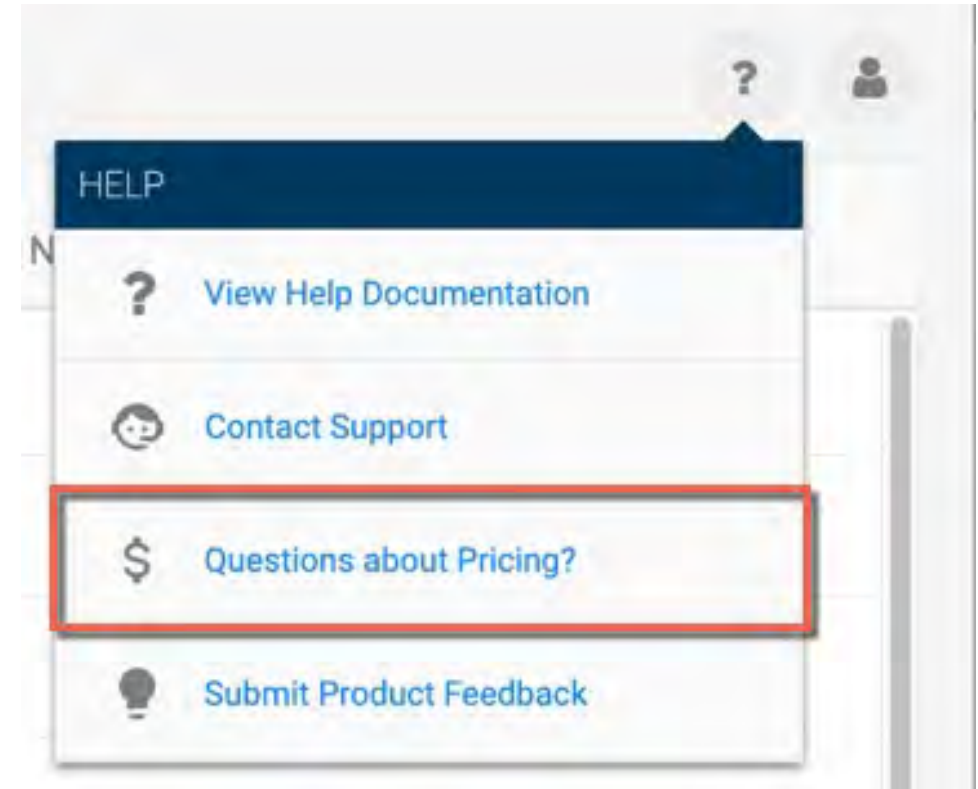 ?
HELP
N
? View Help Documentation
Contact Support
$ Questions about Pricing?
Submit Product Feedback